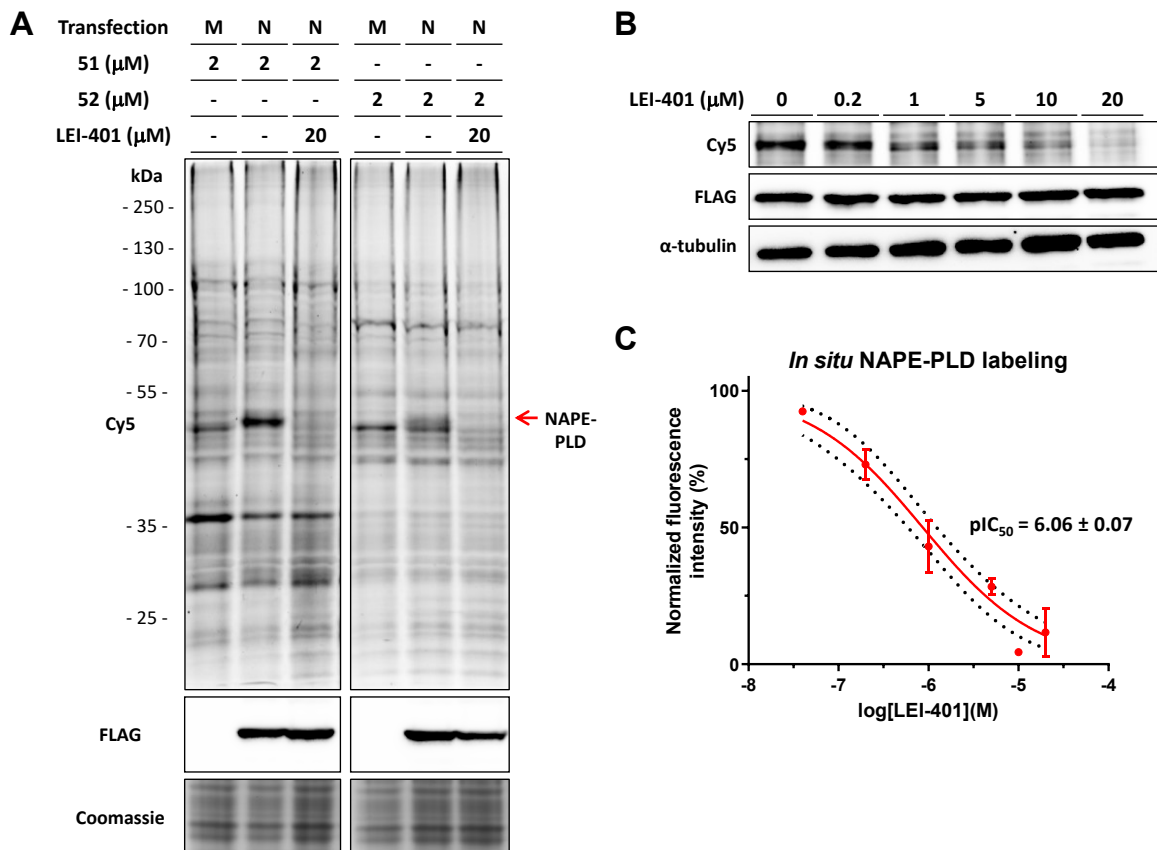 A
Transfection M N N M N N
51 (μM) 2 2 2 - - -
52 (μM) - - - 2 2 2
LEI-401 (μM) - - 20 - - 20
kDa
- 250 -
- 130 -
- 100 -
- 70 -
- 55 -
Cy5
NAPE-
PLD
- 35 -
- 25 -
FLAG
Coomassie
B
LEI-401 (μM) 0 0.2 1 5 10 20
Cy5
FLAG
α-tubulin
C
In situ NAPE-PLD labeling
Normalized fluorescence
intensity (%)
100
50
0
pIC50 = 6.06 ± 0.07
-8 -7 -6 -5 -4
log[LEI-401](M)